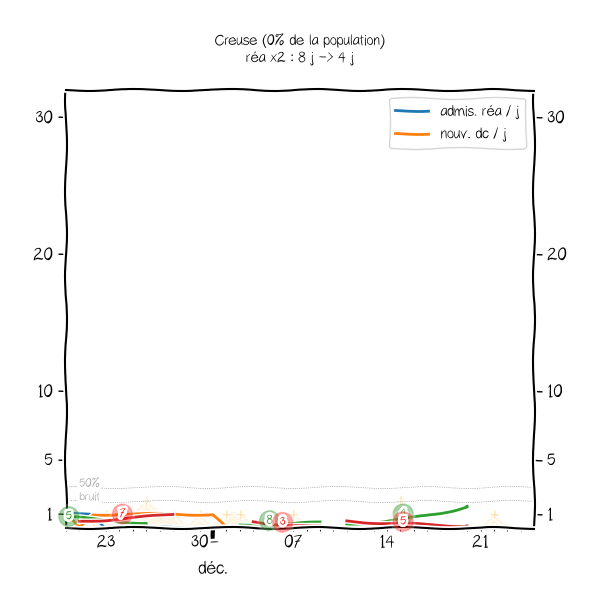 Creuse (0% de la population)
réa x2 : 8 j -> 4 j
admis. réa / j
nouv. dc / j
30 30
20 20
10 10
5 5
50%
bruit
1 1
5 7 8 3 5
23 30 07 14 21
déc.